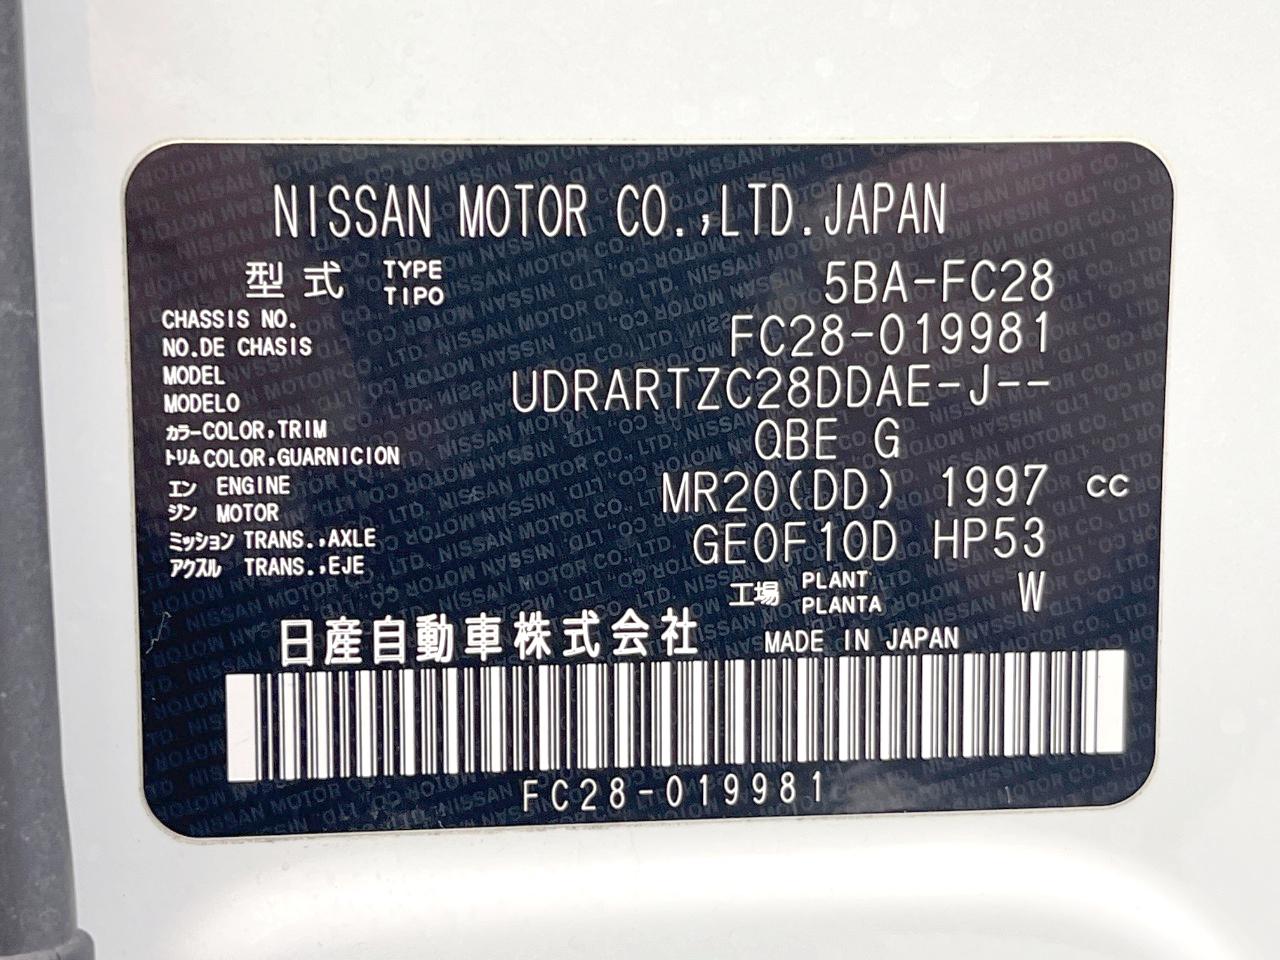 NISSAN MOTOR CO.,LTD.JAPAN
型式 TYPE TIPO 5BA-FC28
CHASSIS NO. NO.DE CHASIS FC28-019981
MODEL MODELO UDRARTZC28DDAE-J--
カラー COLOR,TRIM トリム COLOR,GUARNICION QBE G
エンジン ENGINE MOTOR MR20(DD) 1997 cc
ミッション TRANS.,AXLE アクスル TRANS.,EJE GE0F10D HP53
工場 PLANT PLANTA W
日産自動車株式会社 MADE IN JAPAN
FC28-019981